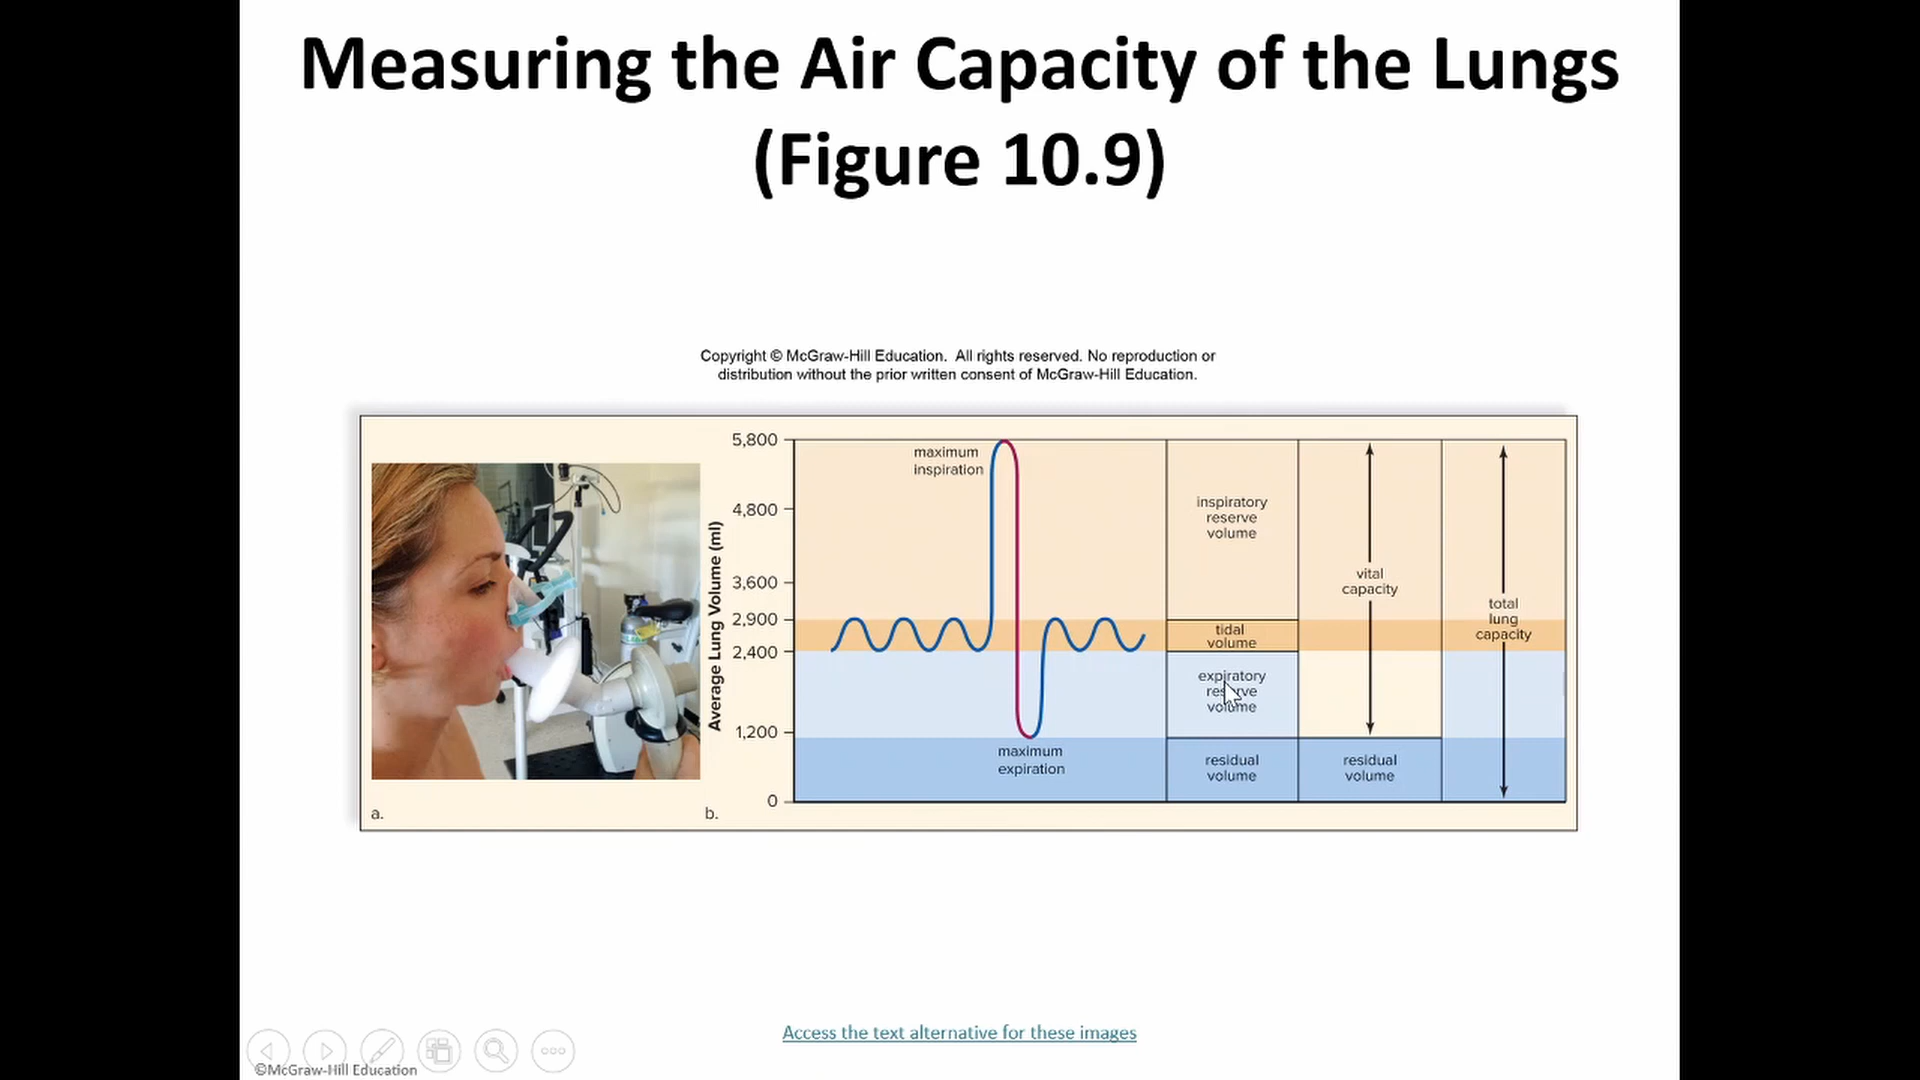 Measuring the Air Capacity of the Lungs
(Figure 10.9)
Copyright © McGraw-Hill Education. All rights reserved. No reproduction or
distribution without the prior written consent of McGraw-Hill Education.
a.
b.
Average Lung Volume (ml)
5,800
4,800
3,600
2,900
2,400
1,200
0
maximum
inspiration
maximum
expiration
inspiratory
reserve
volume
tidal
volume
expiratory
reserve
volume
residual
volume
vital
capacity
residual
volume
total
lung
capacity
Access the text alternative for these images
©McGraw-Hill Education